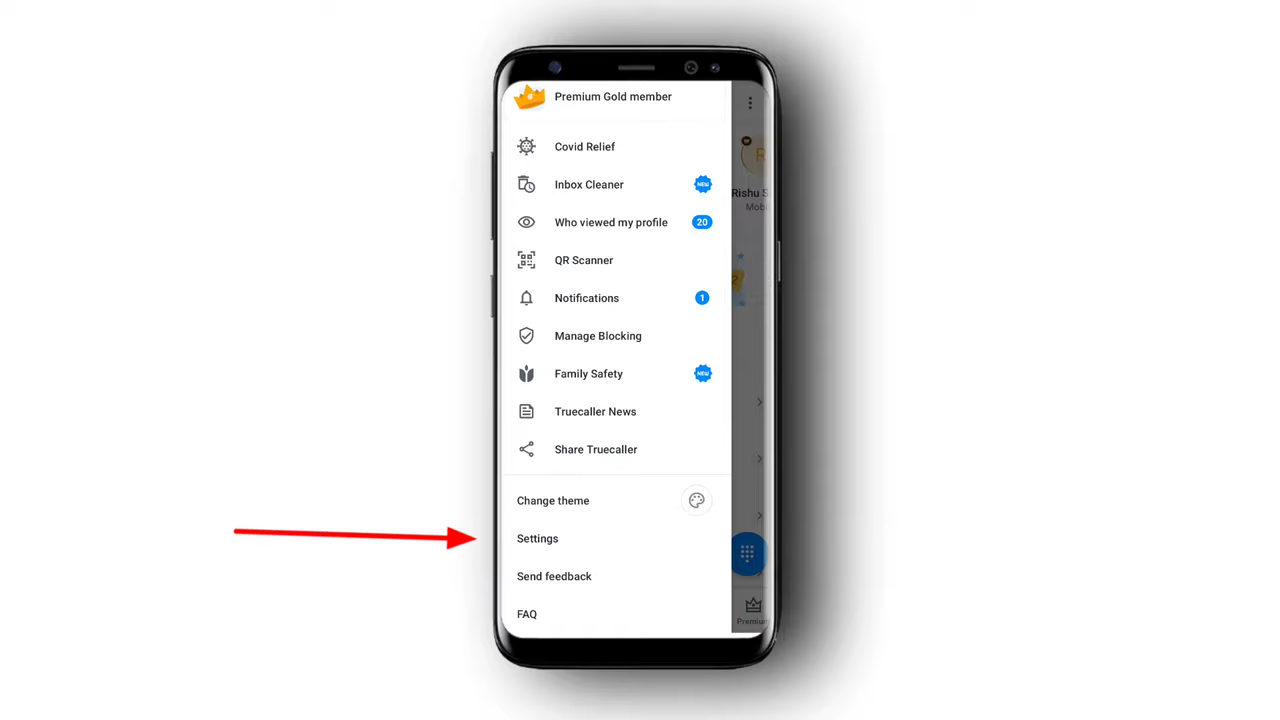 Premium Gold member
Covid Relief
Inbox Cleaner NEW
Who viewed my profile 20
Rishu S
Mobi
QR Scanner
Notifications 1
Manage Blocking
Family Safety NEW
Truecaller News
Share Truecaller
Change theme
Settings
Send feedback
FAQ
Premium